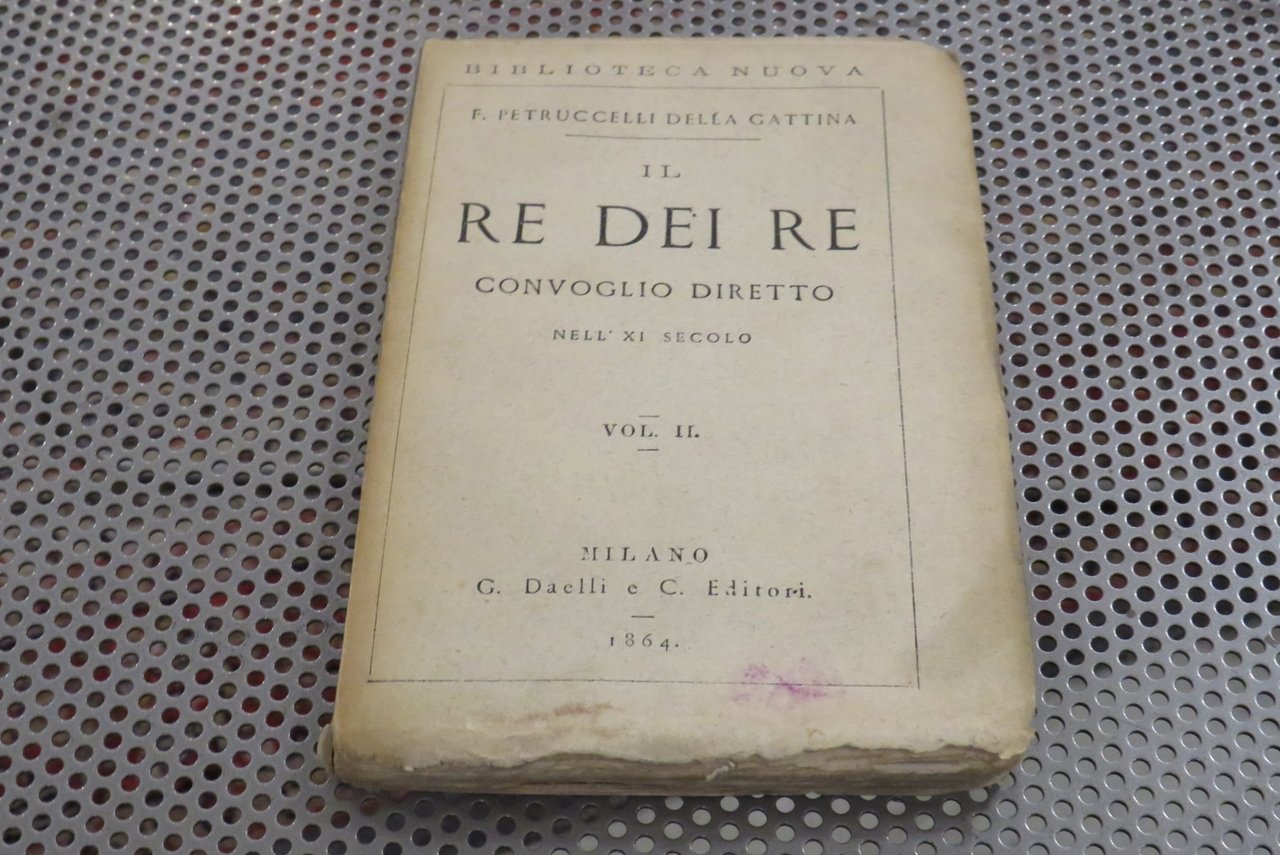 BIBLIOTECA NUOVA
F. PETRUCCELLI DELLA GATTINA
IL
RE DEI RE
CONVOGLIO DIRETTO
NELL' XI SECOLO
VOL. II.
MILANO
G. Daelli e C. Editori.
1864.